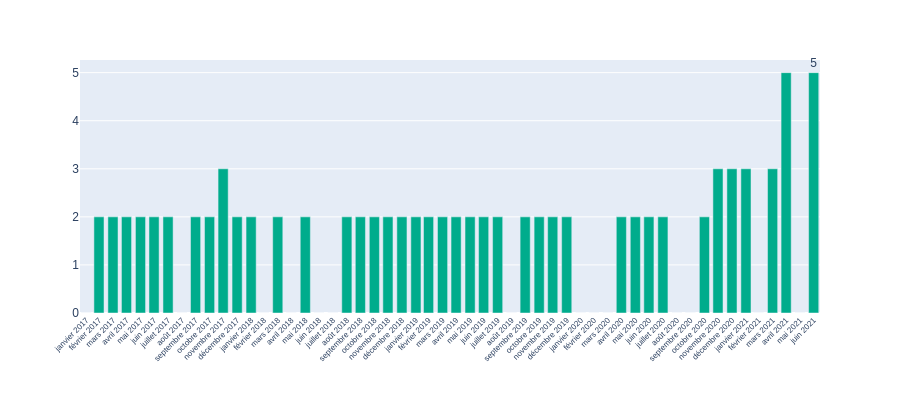 5
5
4
3
2
1
0
janvier 2017
février 2017
mars 2017
avril 2017
mai 2017
juin 2017
juillet 2017
août 2017
septembre 2017
octobre 2017
novembre 2017
décembre 2017
janvier 2018
février 2018
mars 2018
avril 2018
mai 2018
juin 2018
juillet 2018
août 2018
septembre 2018
octobre 2018
novembre 2018
décembre 2018
janvier 2019
février 2019
mars 2019
avril 2019
mai 2019
juin 2019
juillet 2019
août 2019
septembre 2019
octobre 2019
novembre 2019
décembre 2019
janvier 2020
février 2020
mars 2020
avril 2020
mai 2020
juin 2020
juillet 2020
août 2020
septembre 2020
octobre 2020
novembre 2020
décembre 2020
janvier 2021
février 2021
mars 2021
avril 2021
mai 2021
juin 2021